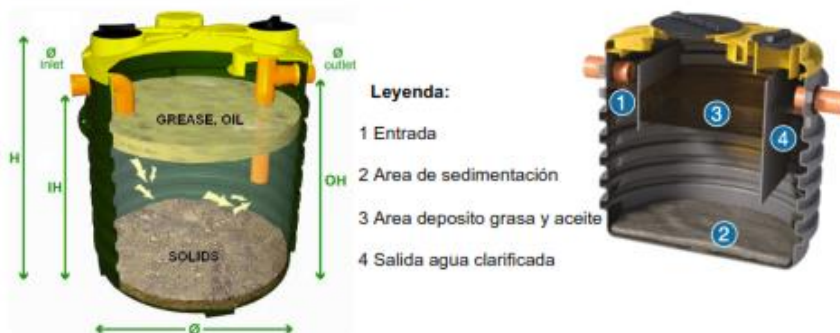 Ø
inlet
Ø
outlet
H
IH
OH
GREASE, OIL
SOLIDS
Ø
Leyenda:
1 Entrada
2 Area de sedimentación
3 Area deposito grasa y aceite
4 Salida agua clarificada
1
3
4
2